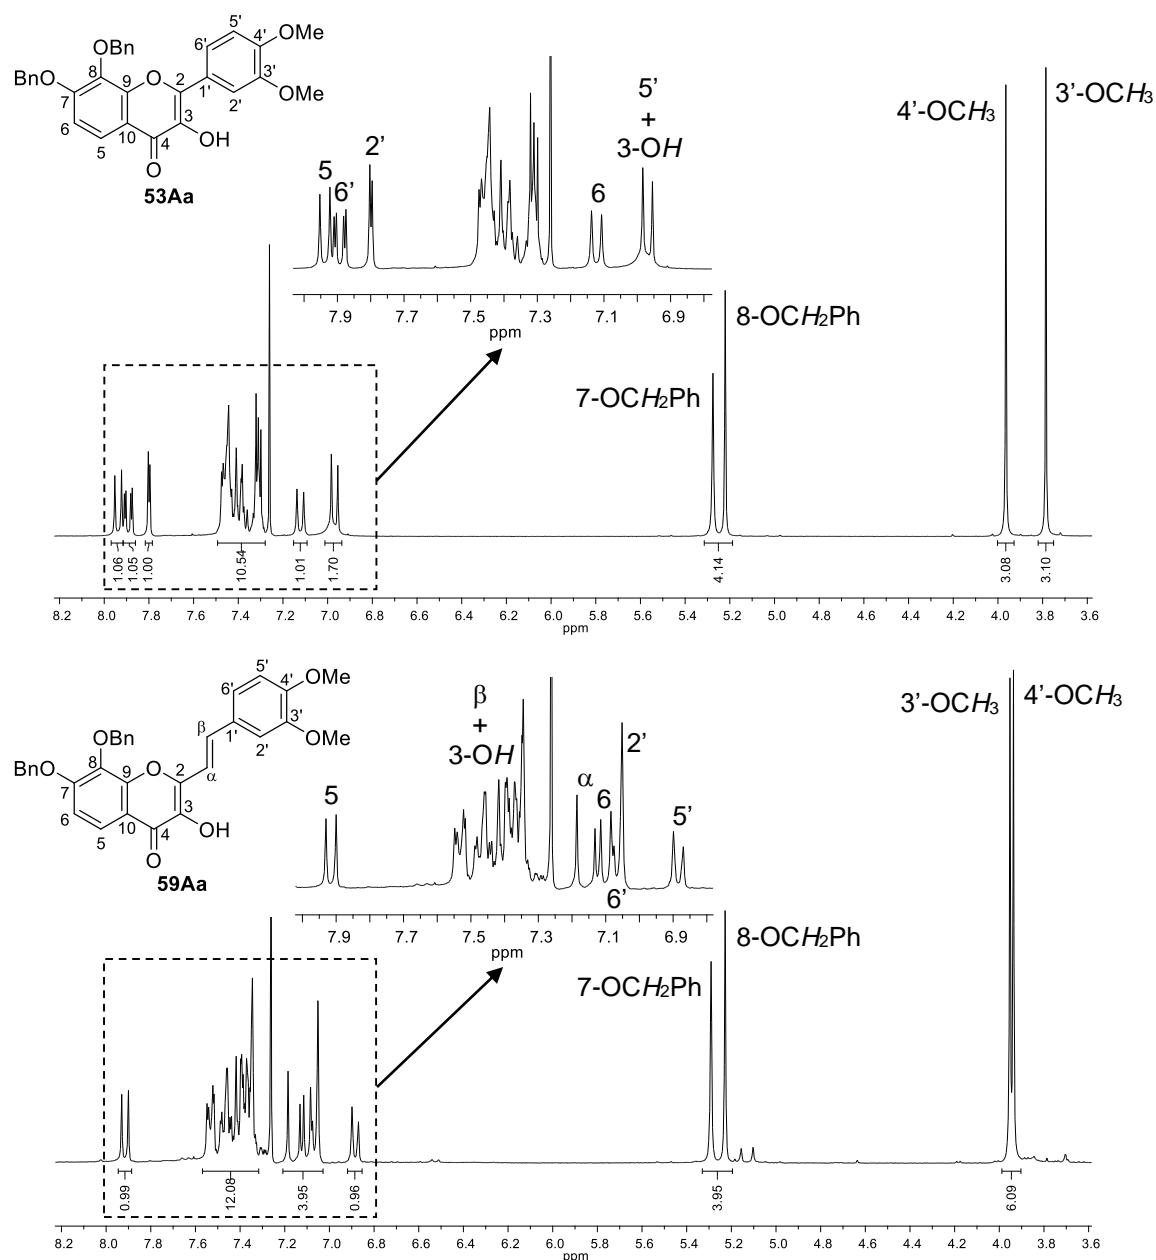 5'
OMe
6'
4'
OBn
3'
OMe
8
9
O
2
1'
2'
BnO
7
3
6
10
4
OH
5
O
53Aa
5
6'
2'
6
5'
+
3-OH
4'-OCH3
3'-OCH3
7.9 7.7 7.5 7.3 7.1 6.9
ppm
8-OCH2Ph
7-OCH2Ph
1.06 1.05 1.00 10.54 1.01 1.70 4.14 3.08 3.10
8.2 8.0 7.8 7.6 7.4 7.2 7.0 6.8 6.6 6.4 6.2 6.0 5.8 5.6 5.4 5.2 5.0 4.8 4.6 4.4 4.2 4.0 3.8 3.6
ppm
5'
OMe
6'
4'
β
3'
OMe
1'
2'
OBn
α
8
9
O
2
BnO
7
3
6
10
4
OH
5
O
59Aa
5
β
+
3-OH
α
6
2'
5'
6'
3'-OCH3
4'-OCH3
7.9 7.7 7.5 7.3 7.1 6.9
ppm
8-OCH2Ph
7-OCH2Ph
0.99 12.08 3.95 0.96 3.95 6.09
8.2 8.0 7.8 7.6 7.4 7.2 7.0 6.8 6.6 6.4 6.2 6.0 5.8 5.6 5.4 5.2 5.0 4.8 4.6 4.4 4.2 4.0 3.8 3.6
ppm